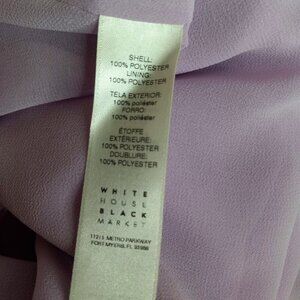 SHELL:
100% POLYESTER
LINING:
100% POLYESTER
TELA EXTERIOR:
100% poliéster
FORRO:
100% poliéster
ÉTOFFE
EXTÉRIEURE:
100% POLYESTER
DOUBLURE:
100% POLYESTER
WHITE
HOUSE
BLACK
MARKET
11215 METRO PARKWAY
FORT MYERS, FL 33966